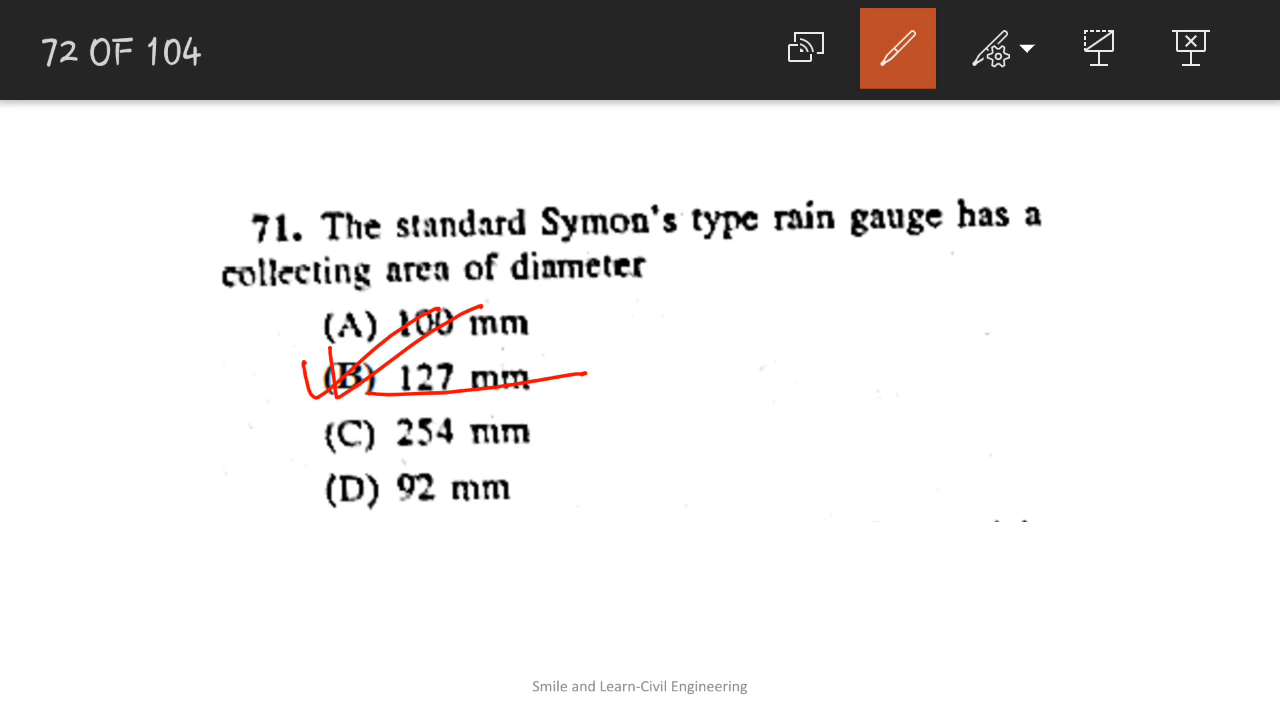 72 OF 104
71. The standard Symon's type rain gauge has a
collecting area of diameter
(A) 100 mm
(B) 127 mm
(C) 254 mm
(D) 92 mm
Smile and Learn-Civil Engineering